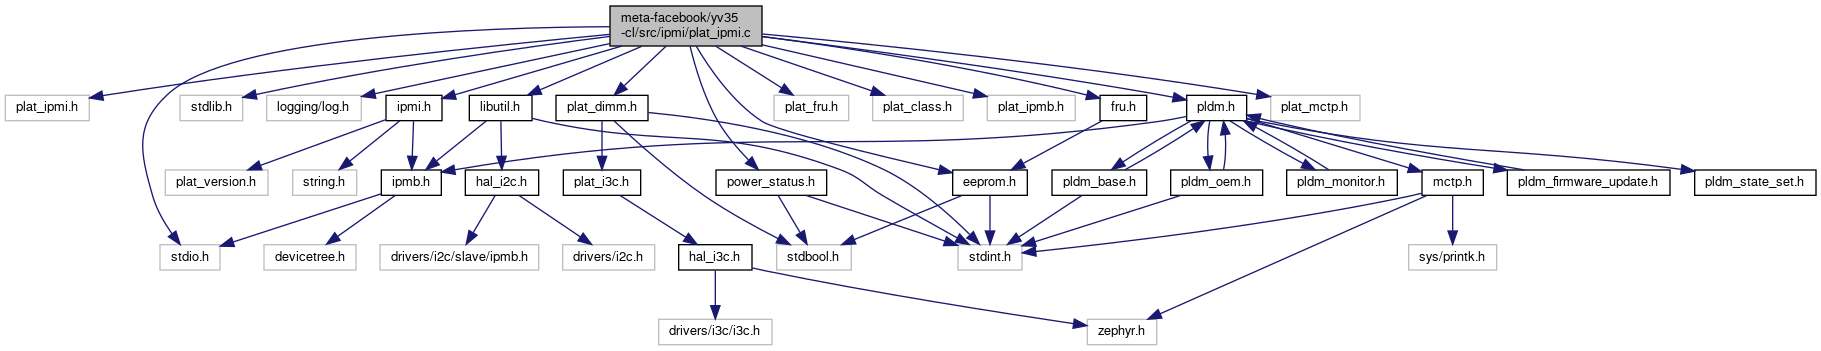 meta-facebook/yv35
-cl/src/ipmi/plat_ipmi.c
plat_ipmi.h
stdlib.h
logging/log.h
ipmi.h
libutil.h
plat_dimm.h
plat_fru.h
plat_class.h
plat_ipmb.h
fru.h
pldm.h
plat_mctp.h
plat_version.h
string.h
ipmb.h
hal_i2c.h
plat_i3c.h
power_status.h
eeprom.h
pldm_base.h
pldm_oem.h
pldm_monitor.h
mctp.h
pldm_firmware_update.h
pldm_state_set.h
stdio.h
devicetree.h
drivers/i2c/slave/ipmb.h
drivers/i2c.h
hal_i3c.h
stdbool.h
stdint.h
sys/printk.h
drivers/i3c/i3c.h
zephyr.h